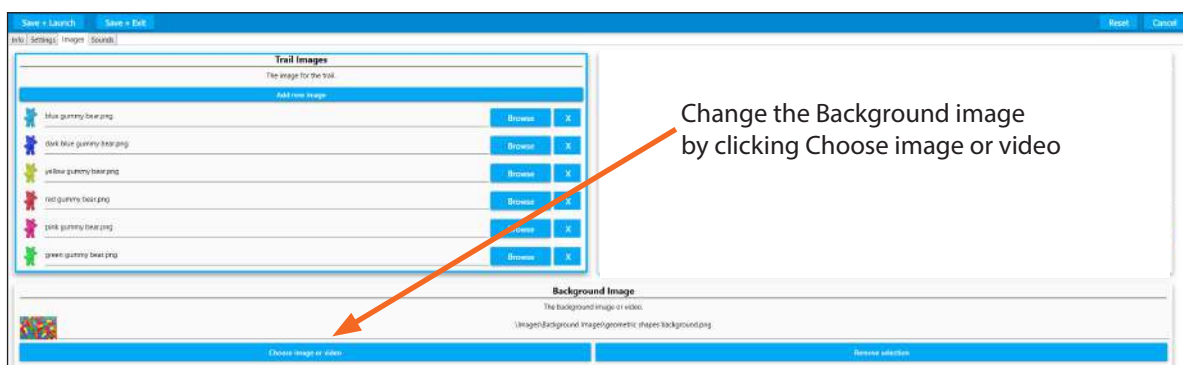 Save + Launch Save + Exit Reset Cancel
Info Settings Images Sounds
Trail Images
The image for the trail.
Add new image
blue gummy bear.png Browse X
dark blue gummy bear.png Browse X
yellow gummy bear.png Browse X
red gummy bear.png Browse X
pink gummy bear.png Browse X
green gummy bear.png Browse X
Change the Background image
by clicking Choose image or video
Background Image
The background image or video.
\Images\Background Images\geometric shapes background.png
Choose image or video Remove selection